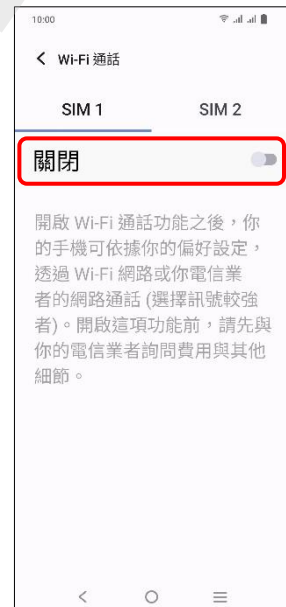 10:00
Wi-Fi 通話
SIM 1 SIM 2
關閉
開啟 Wi-Fi 通話功能之後，你
的手機可依據你的偏好設定，
透過 Wi-Fi 網路或你電信業
者的網路通話 (選擇訊號較強
者)。開啟這項功能前，請先與
你的電信業者詢問費用與其他
細節。